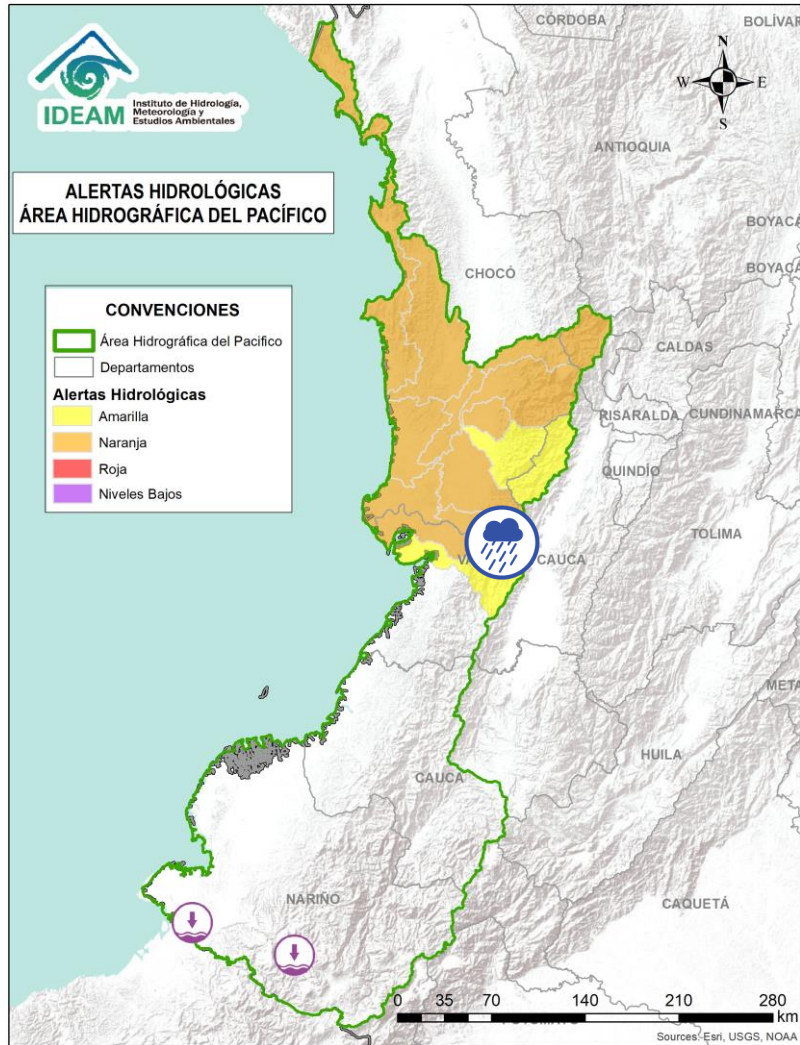 IDEAM
Instituto de Hidrología,
Meteorología y
Estudios Ambientales
ALERTAS HIDROLÓGICAS
ÁREA HIDROGRÁFICA DEL PACÍFICO
CONVENCIONES
Área Hidrográfica del Pacifico
Departamentos
Alertas Hidrológicas
Amarilla
Naranja
Roja
Niveles Bajos
CÓRDOBA
BOLÍVAR
N
W E
S
ANTIOQUIA
BOYACÁ
BOYACÁ
CHOCÓ
CALDAS
RISARALDA
CUNDINAMARCA
QUINDÍO
TOLIMA
CAUCA
META
HUILA
CAUCA
NARIÑO
CAQUETÁ
0 35 70 140 210 280
km
Sources: Esri, USGS, NOAA